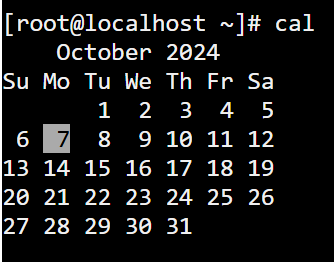 [root@localhost ~]# cal
    October 2024
Su Mo Tu We Th Fr Sa
       1  2  3  4  5
 6  7  8  9 10 11 12
13 14 15 16 17 18 19
20 21 22 23 24 25 26
27 28 29 30 31